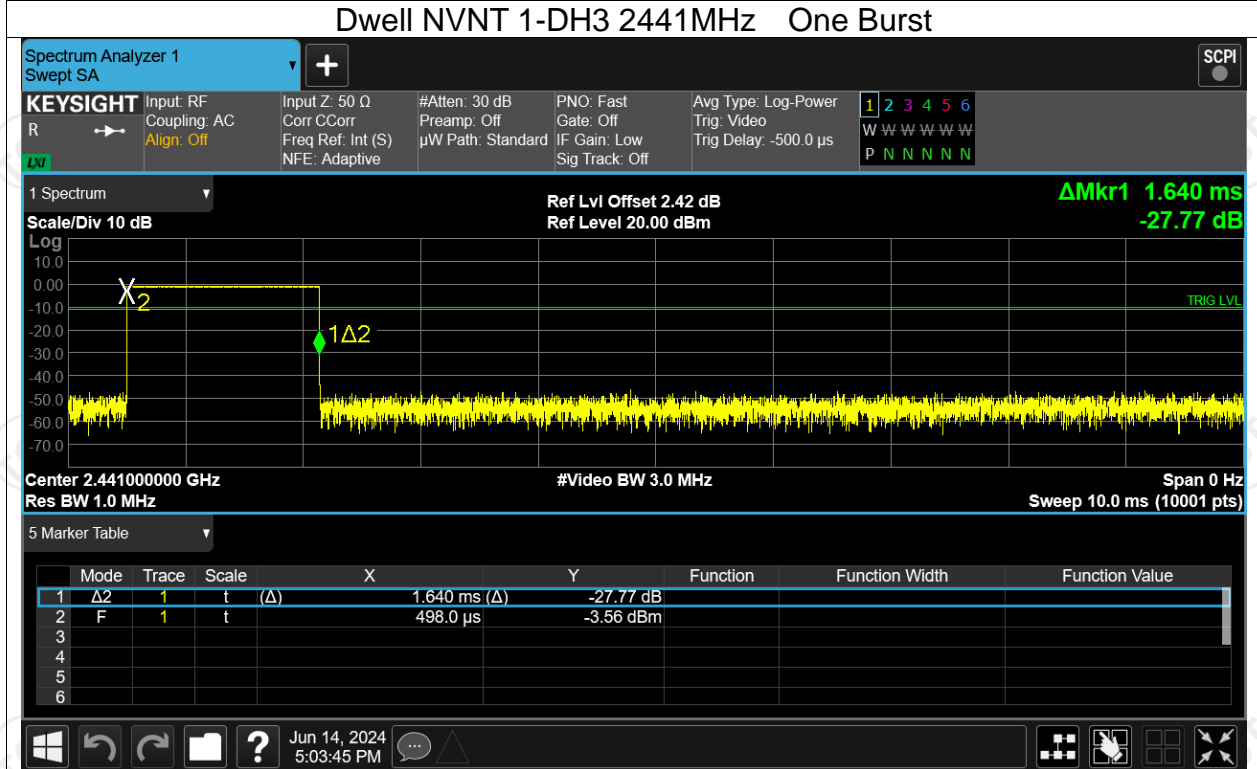 Dwell NVNT 1-DH3 2441MHz One Burst
Spectrum Analyzer 1
Swept SA
+
SCPI
KEYSIGHT
R
LXI
Input: RF
Coupling: AC
Align: Off
Input Z: 50 Ω
Corr CCorr
Freq Ref: Int (S)
NFE: Adaptive
#Atten: 30 dB
Preamp: Off
µW Path: Standard
PNO: Fast
Gate: Off
IF Gain: Low
Sig Track: Off
Avg Type: Log-Power
Trig: Video
Trig Delay: -500.0 µs
1 2 3 4 5 6
W W W W W W
P N N N N N
1 Spectrum
Scale/Div 10 dB
Ref Lvl Offset 2.42 dB
Ref Level 20.00 dBm
ΔMkr1 1.640 ms
-27.77 dB
Log
10.0
0.00
-10.0
-20.0
-30.0
-40.0
-50.0
-60.0
-70.0
X2
1Δ2
TRIG LVL
Center 2.441000000 GHz
#Video BW 3.0 MHz
Span 0 Hz
Res BW 1.0 MHz
Sweep 10.0 ms (10001 pts)
5 Marker Table
Mode Trace Scale X Y Function Function Width Function Value
1 Δ2 1 t (Δ) 1.640 ms (Δ) -27.77 dB
2 F 1 t 498.0 µs -3.56 dBm
3
4
5
6
?
Jun 14, 2024
5:03:45 PM